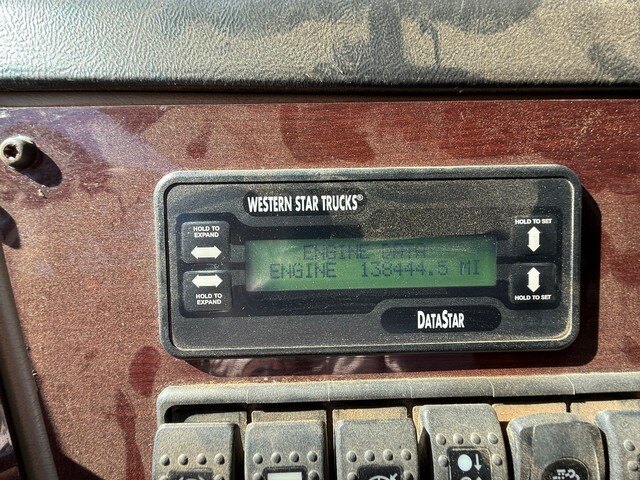 WESTERN STAR TRUCKS®
HOLD TO
EXPAND
HOLD TO SET
ENGINE DATA
ENGINE 138444.5 MI
HOLD TO
EXPAND
HOLD TO SET
DATASTAR